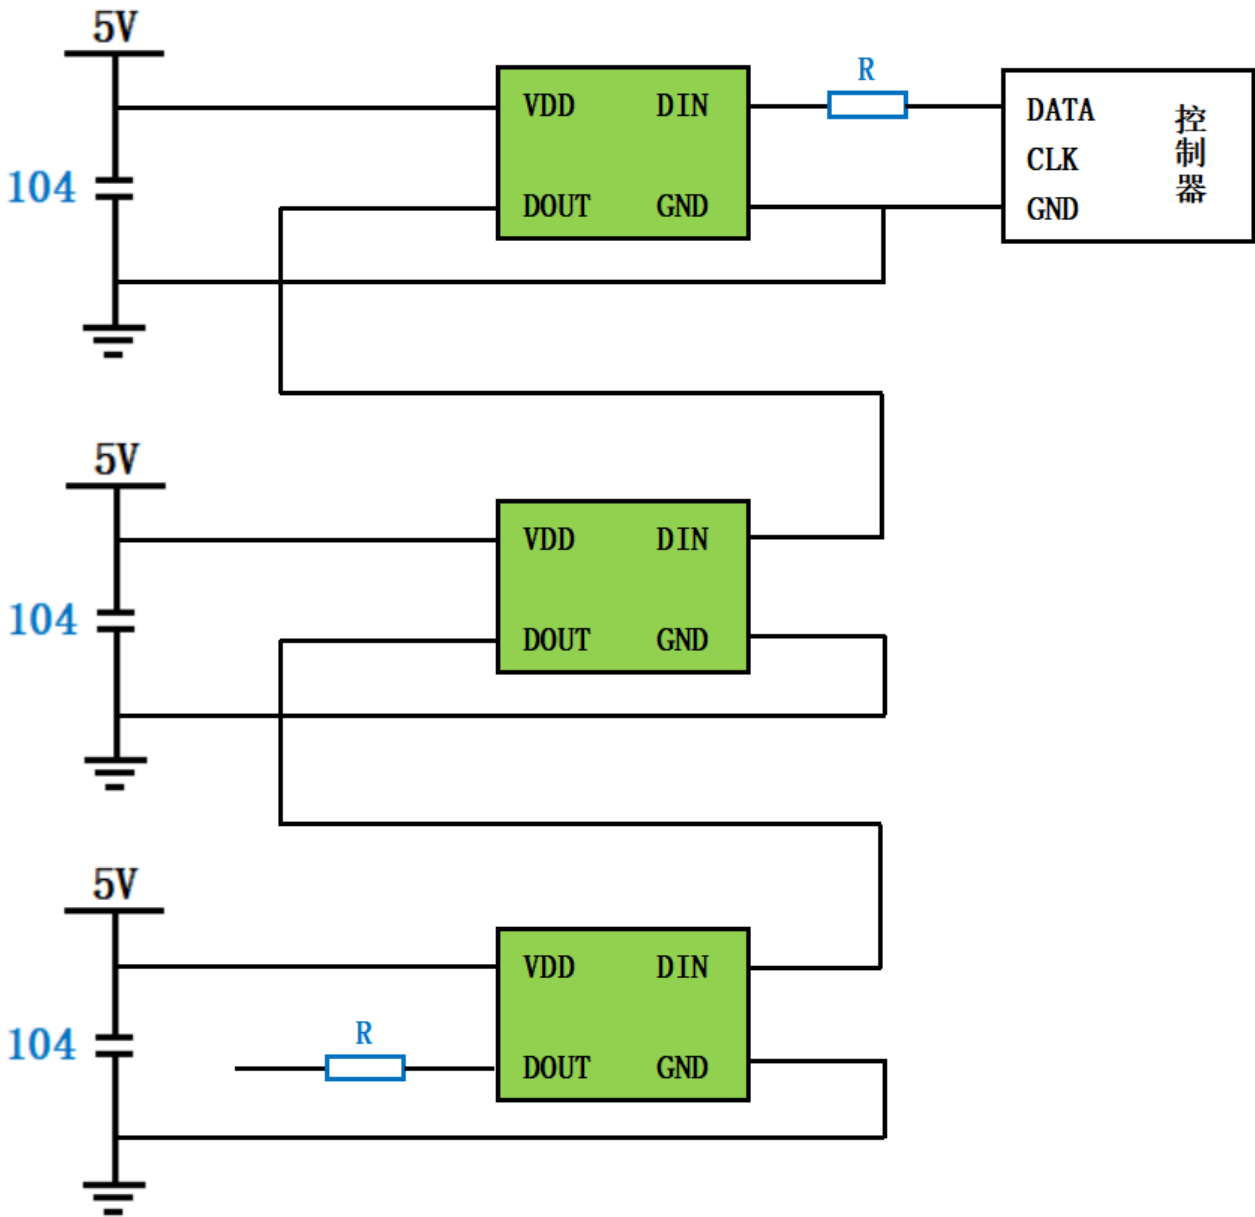 5V
R
VDD DIN
DATA
控制器
CLK
104
DOUT GND
GND
5V
VDD DIN
104
DOUT GND
5V
VDD DIN
R
104
DOUT GND